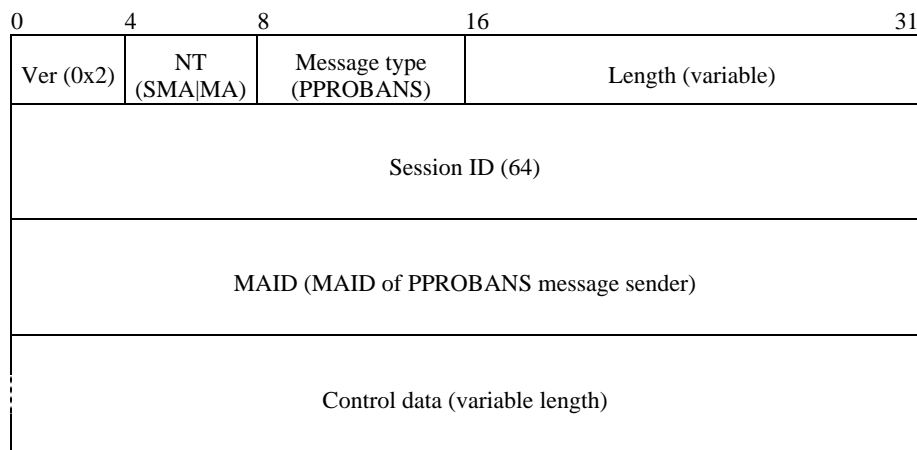 0 4 8 16 31
Ver (0x2) NT (SMA|MA) Message type (PPROBANS) Length (variable)
Session ID (64)
MAID (MAID of PPROBANS message sender)
Control data (variable length)